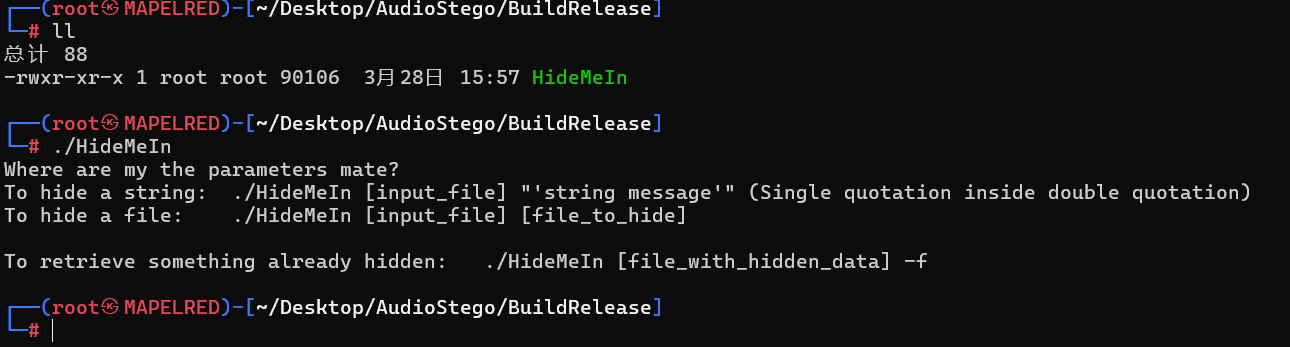 ┌──(root㉿MAPELRED)-[~/Desktop/AudioStego/BuildRelease]
└─# ll
总计 88
-rwxr-xr-x 1 root root 90106  3月28日 15:57 HideMeIn
┌──(root㉿MAPELRED)-[~/Desktop/AudioStego/BuildRelease]
└─# ./HideMeIn
Where are my the parameters mate?
To hide a string:  ./HideMeIn [input_file] "'string message'" (Single quotation inside double quotation)
To hide a file:    ./HideMeIn [input_file] [file_to_hide]
To retrieve something already hidden:   ./HideMeIn [file_with_hidden_data] -f
┌──(root㉿MAPELRED)-[~/Desktop/AudioStego/BuildRelease]
└─#